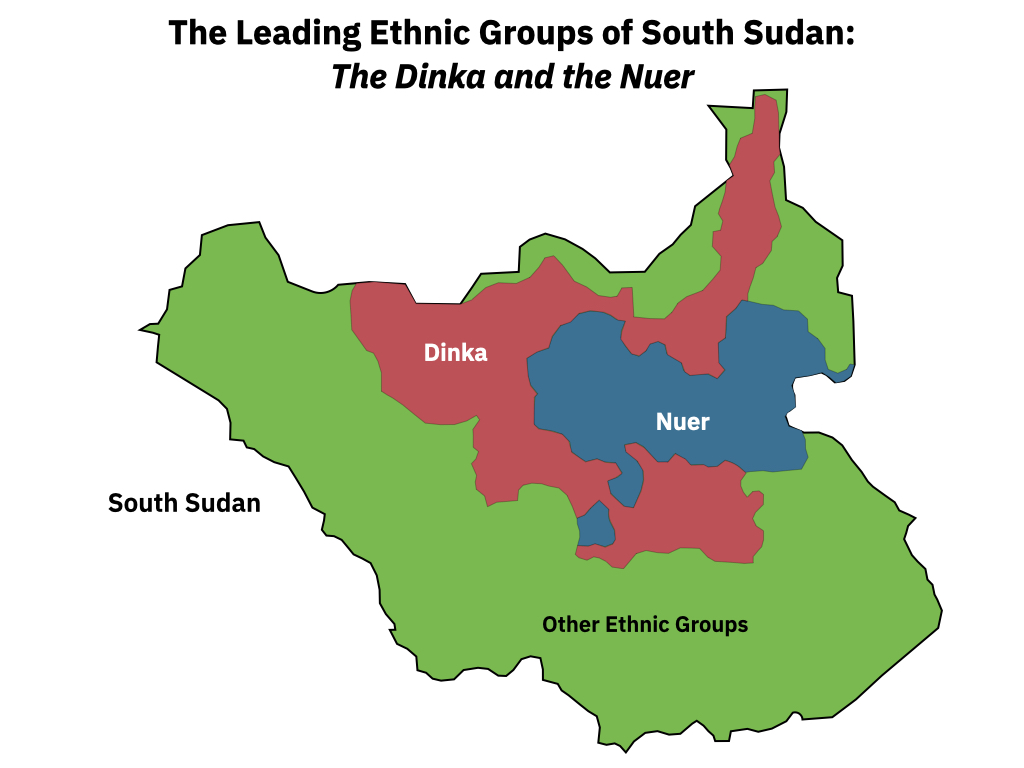 The Leading Ethnic Groups of South Sudan:
The Dinka and the Nuer
Dinka
Nuer
South Sudan
Other Ethnic Groups